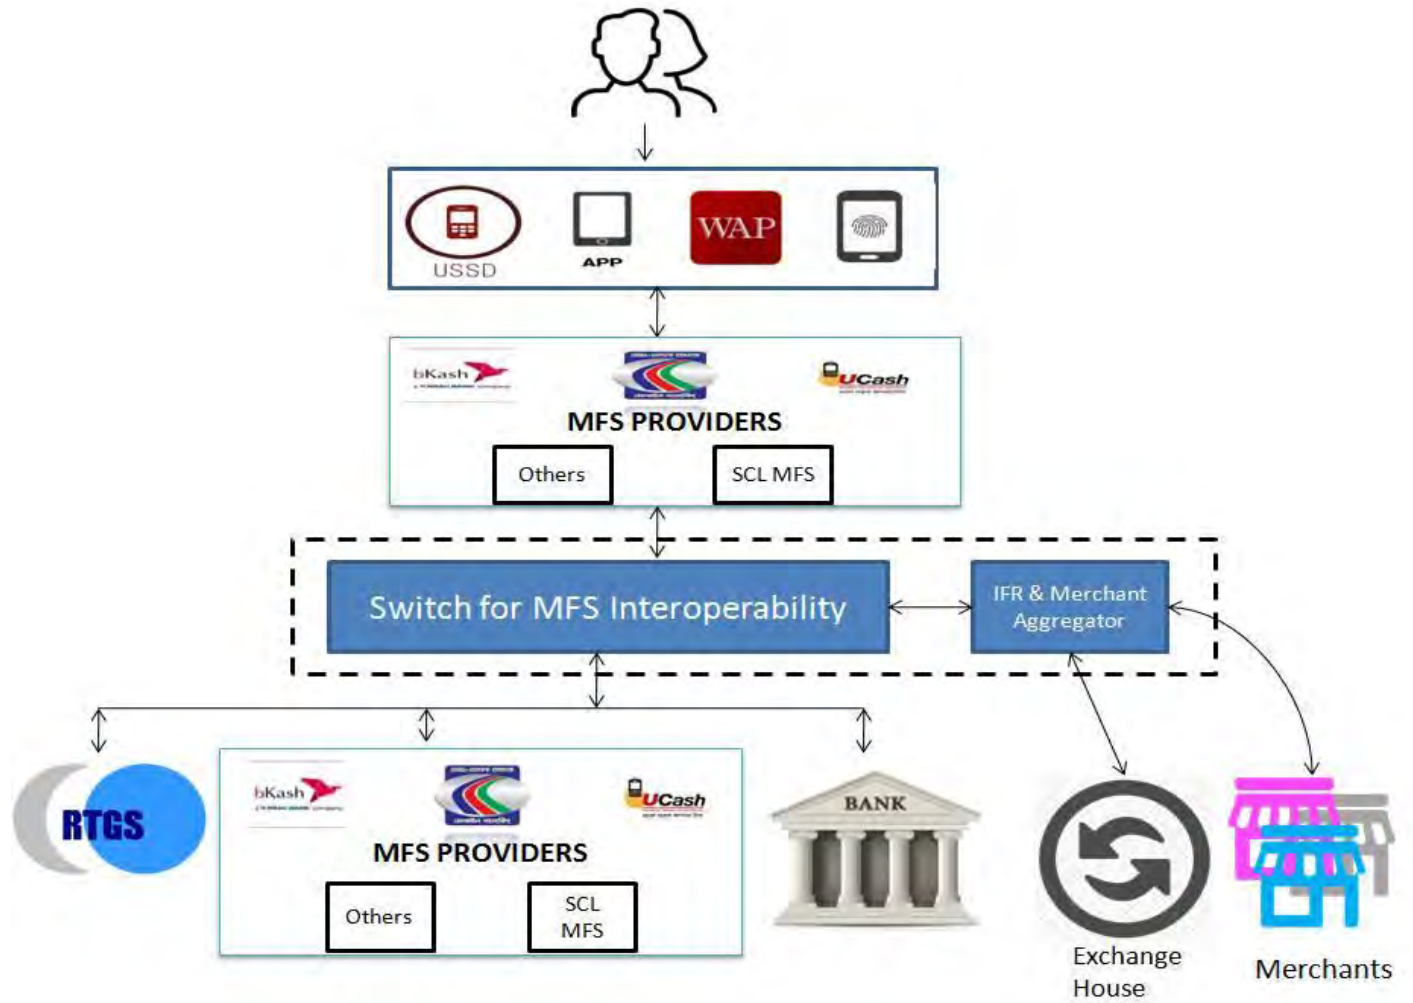 USSD
APP
WAP
bKash
UCash
MFS PROVIDERS
Others
SCL MFS
Switch for MFS Interoperability
IFR & Merchant
Aggregator
RTGS
bKash
UCash
MFS PROVIDERS
Others
SCL
MFS
BANK
Exchange
House
Merchants